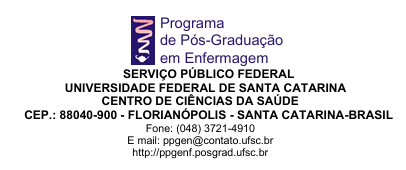 Programa
de Pós-Graduação
em Enfermagem
SERVIÇO PÚBLICO FEDERAL
UNIVERSIDADE FEDERAL DE SANTA CATARINA
CENTRO DE CIÊNCIAS DA SAÚDE
CEP.: 88040-900 - FLORIANÓPOLIS - SANTA CATARINA-BRASIL
Fone: (048) 3721-4910
E mail: ppgen@contato.ufsc.br
http://ppgenf.posgrad.ufsc.br